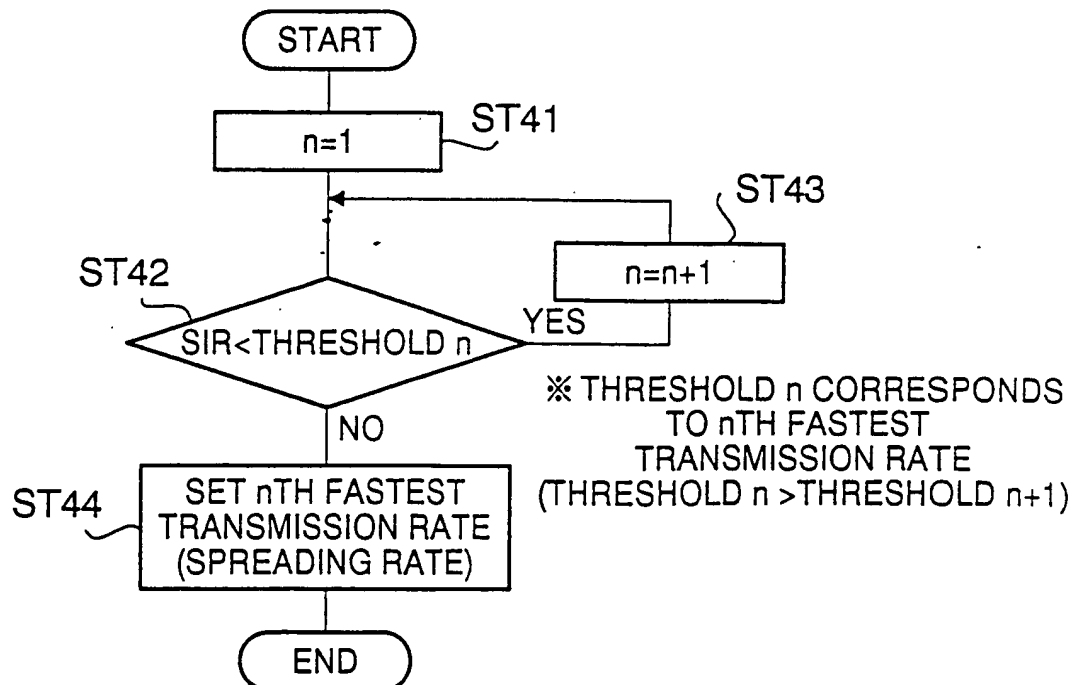 START
ST41
n=1
ST43
n=n+1
ST42
SIR<THRESHOLD n
YES
NO
※ THRESHOLD n CORRESPONDS
TO nTH FASTEST
TRANSMISSION RATE
(THRESHOLD n >THRESHOLD n+1)
ST44
SET nTH FASTEST
TRANSMISSION RATE
(SPREADING RATE)
END